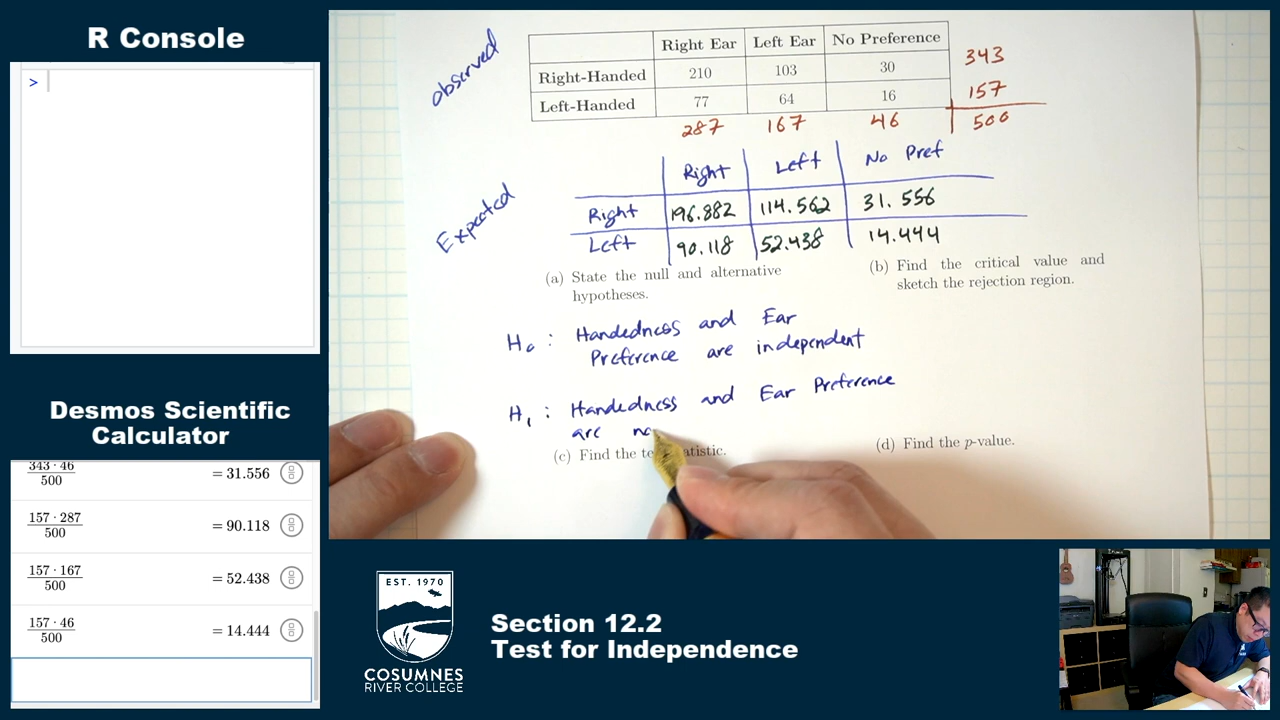 R Console
>
Desmos Scientific
Calculator
343 · 46
500
= 31.556
157 · 287
500
= 90.118
157 · 167
500
= 52.438
157 · 46
500
= 14.444
observed
Right Ear Left Ear No Preference
Right-Handed 210 103 30 343
Left-Handed 77 64 16 157
287 167 46 500
Expected
Right Left No Pref
Right 196.882 114.562 31.556
Left 90.118 52.438 14.444
(a) State the null and alternative
hypotheses.
(b) Find the critical value and
sketch the rejection region.
H₀ : Handedness and Ear
Preference are independent
H₁ : Handedness and Ear Preference
are no
(c) Find the te atistic.
(d) Find the p-value.
EST. 1970
COSUMNES
RIVER COLLEGE
Section 12.2
Test for Independence